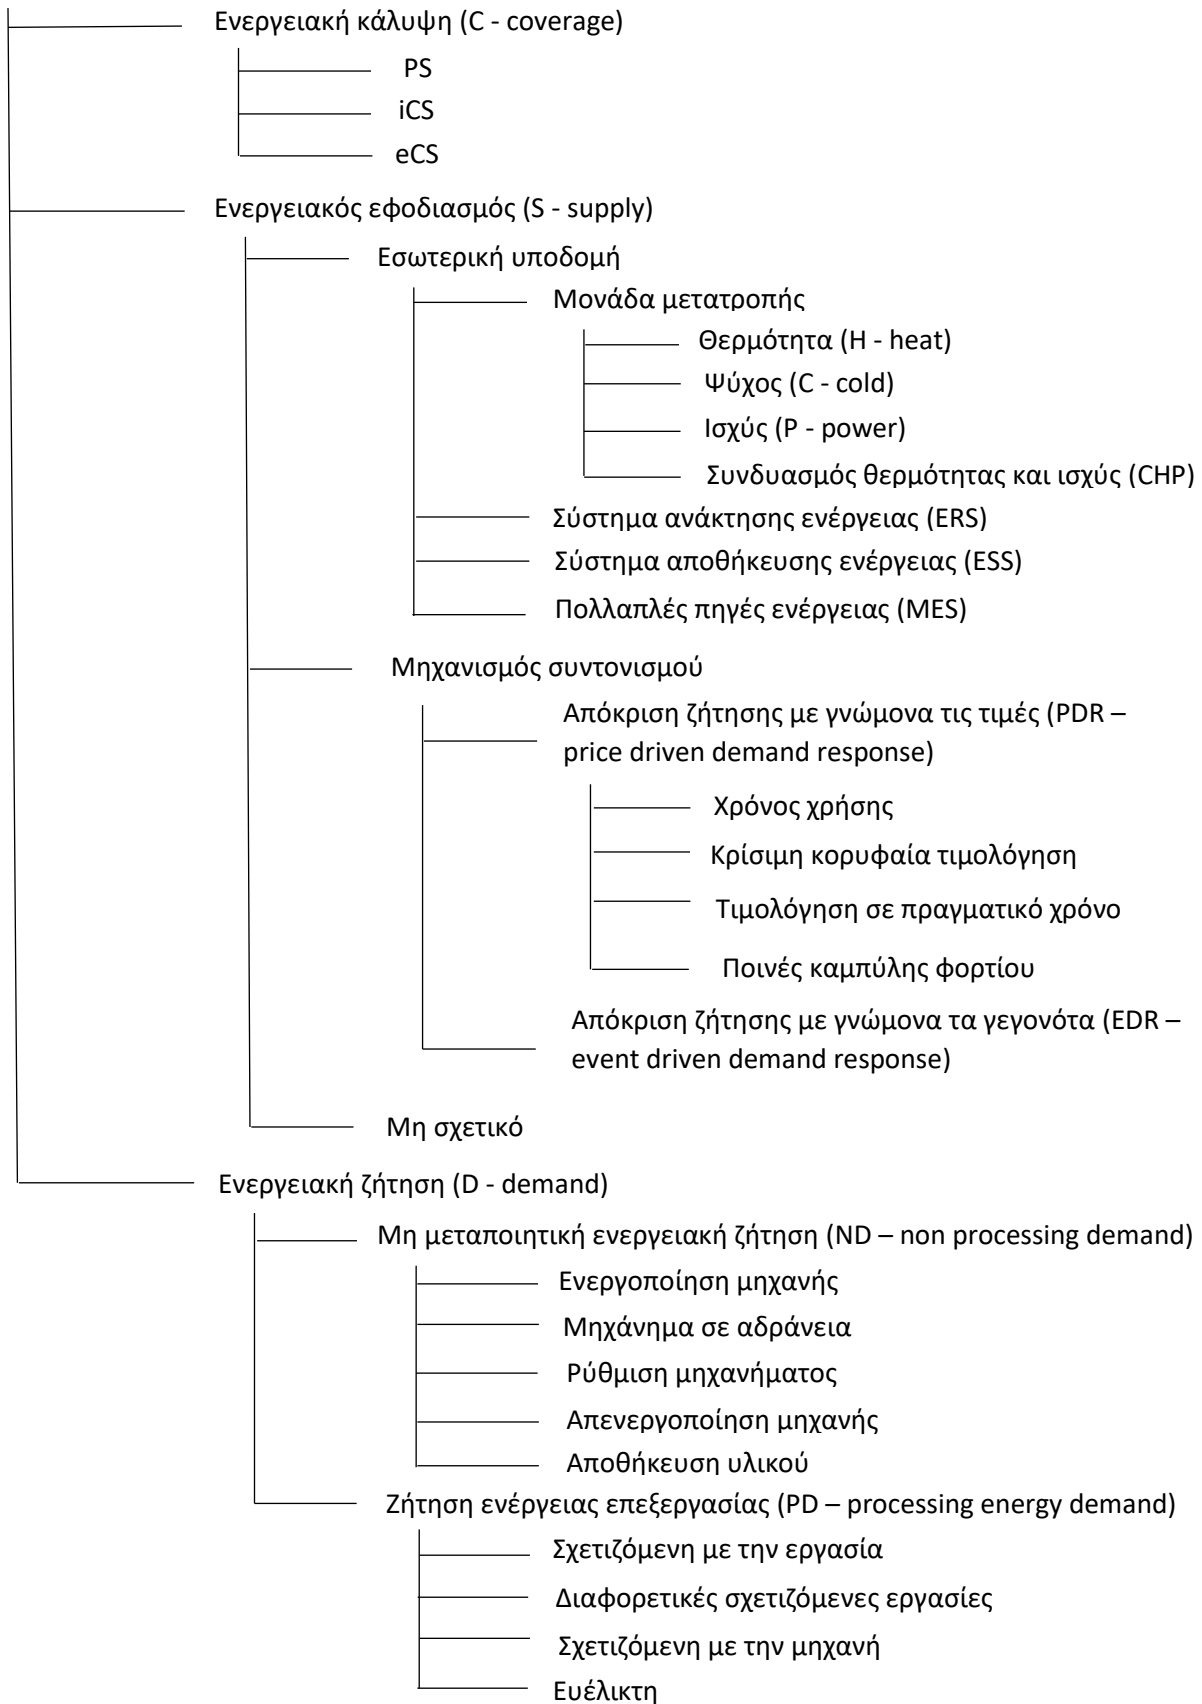 Ενεργειακή κάλυψη (C - coverage)
PS
iCS
eCS
Ενεργειακός εφοδιασμός (S - supply)
Εσωτερική υποδομή
Μονάδα μετατροπής
Θερμότητα (H - heat)
Ψύχος (C - cold)
Ισχύς (P - power)
Συνδυασμός θερμότητας και ισχύς (CHP)
Σύστημα ανάκτησης ενέργειας (ERS)
Σύστημα αποθήκευσης ενέργειας (ESS)
Πολλαπλές πηγές ενέργειας (MES)
Μηχανισμός συντονισμού
Απόκριση ζήτησης με γνώμονα τις τιμές (PDR –
price driven demand response)
Χρόνος χρήσης
Κρίσιμη κορυφαία τιμολόγηση
Τιμολόγηση σε πραγματικό χρόνο
Ποινές καμπύλης φορτίου
Απόκριση ζήτησης με γνώμονα τα γεγονότα (EDR –
event driven demand response)
Μη σχετικό
Ενεργειακή ζήτηση (D - demand)
Μη μεταποιητική ενεργειακή ζήτηση (ND – non processing demand)
Ενεργοποίηση μηχανής
Μηχάνημα σε αδράνεια
Ρύθμιση μηχανήματος
Απενεργοποίηση μηχανής
Αποθήκευση υλικού
Ζήτηση ενέργειας επεξεργασίας (PD – processing energy demand)
Σχετιζόμενη με την εργασία
Διαφορετικές σχετιζόμενες εργασίες
Σχετιζόμενη με την μηχανή
Ευέλικτη